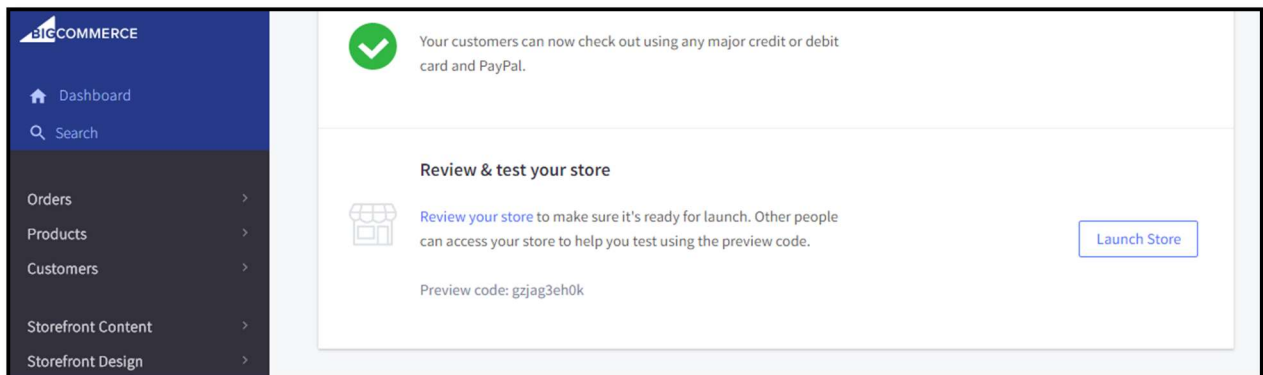 BIGCOMMERCE
Dashboard
Search
Orders
Products
Customers
Storefront Content
Storefront Design
Your customers can now check out using any major credit or debit
card and PayPal.
Review & test your store
Review your store to make sure it's ready for launch. Other people
can access your store to help you test using the preview code.
Preview code: gzjag3eh0k
Launch Store